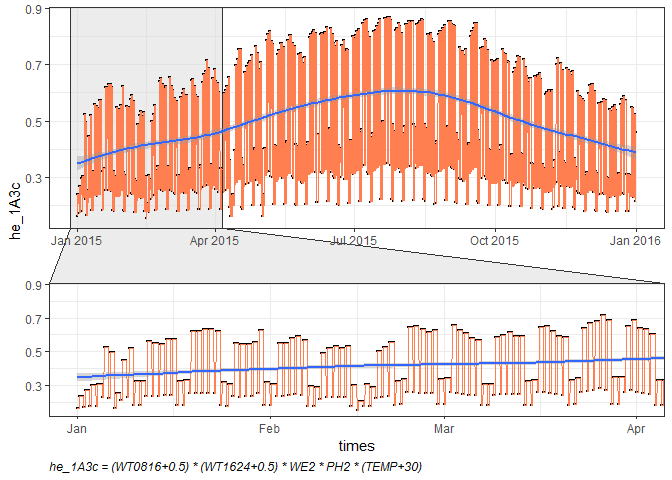 0.9
0.7
0.5
0.3
he_1A3c
Jan 2015 Apr 2015 Jul 2015 Oct 2015 Jan 2016
0.9
0.7
0.5
0.3
Jan Feb Mar Apr
times
he_1A3c = (WT0816+0.5) * (WT1624+0.5) * WE2 * PH2 * (TEMP+30)